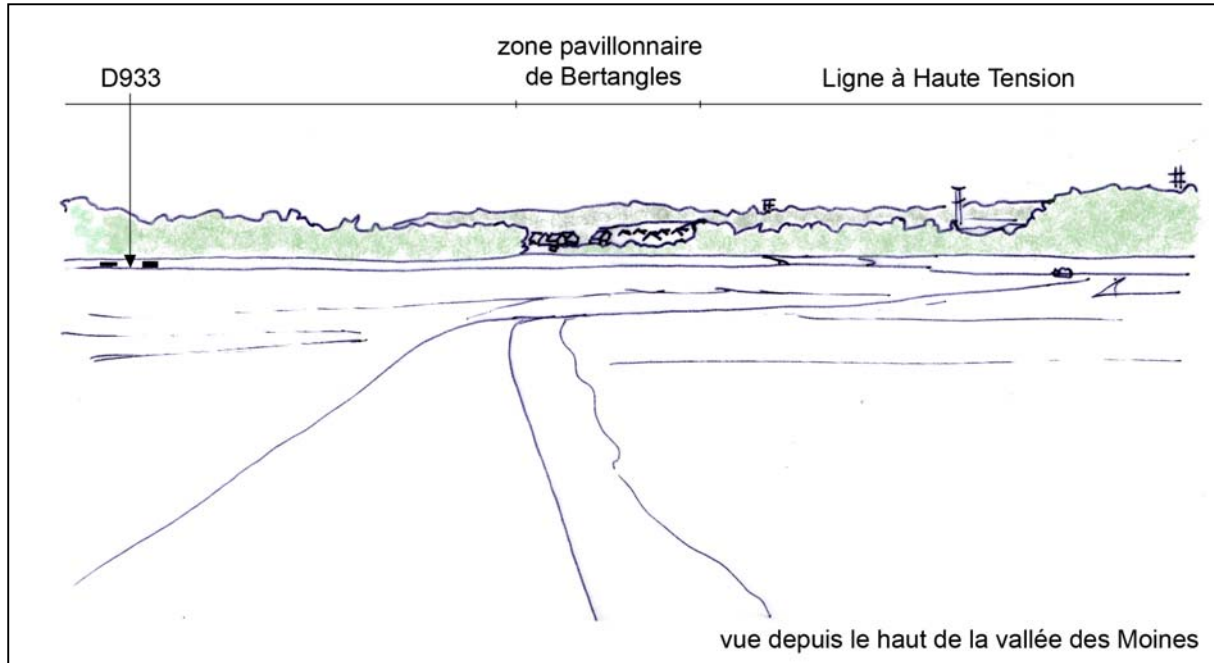 zone pavillonnaire
de Bertangles
D933
Ligne à Haute Tension
vue depuis le haut de la vallée des Moines